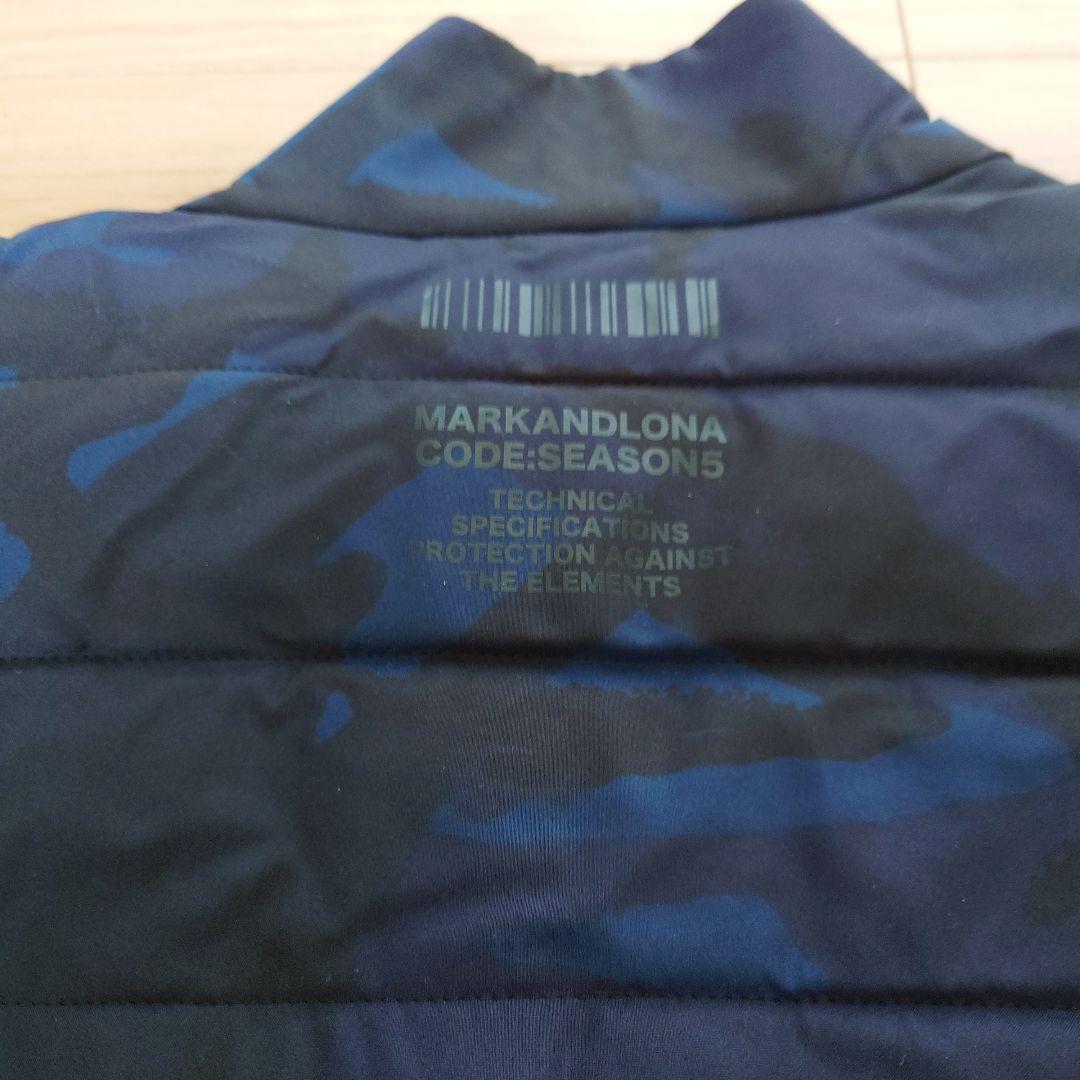 MARKANDLONA
CODE:SEASON5
TECHNICAL
SPECIFICATIONS
PROTECTION AGAINST
THE ELEMENTS